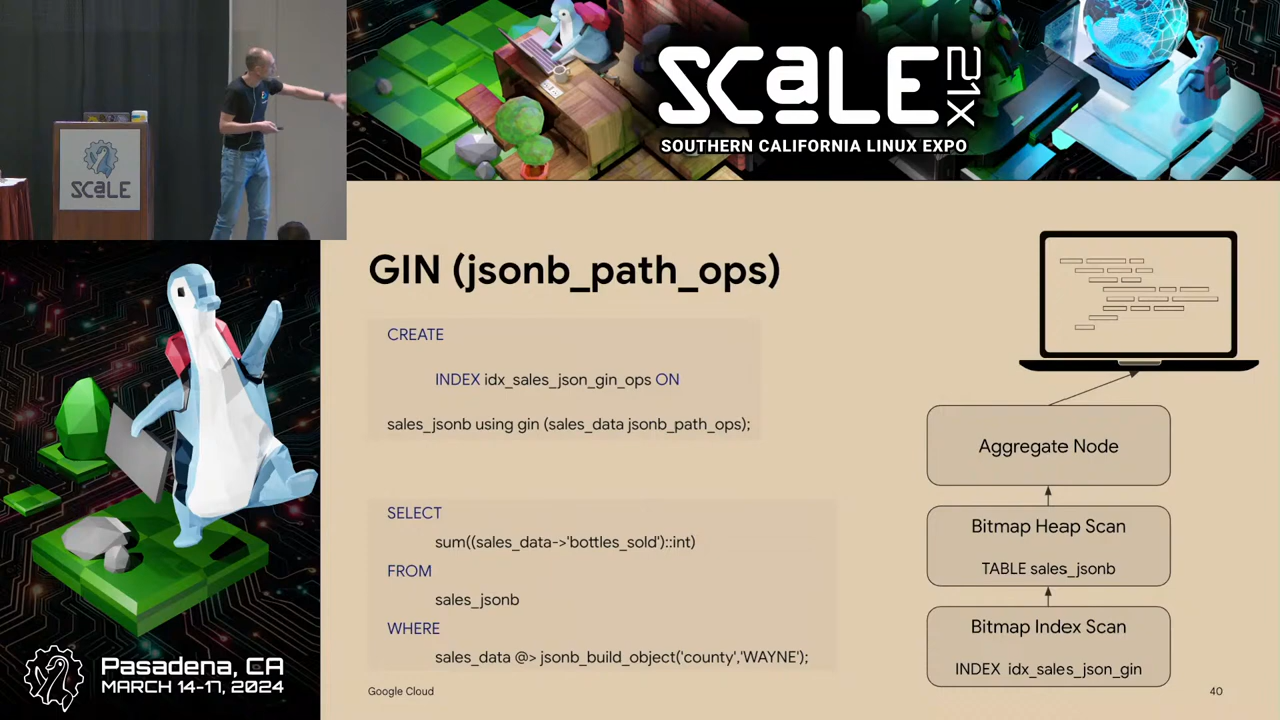 SCaLE 21x
SOUTHERN CALIFORNIA LINUX EXPO
SCaLE
GIN (jsonb_path_ops)
CREATE
INDEX idx_sales_json_gin_ops ON
sales_jsonb using gin (sales_data jsonb_path_ops);
SELECT
sum((sales_data->'bottles_sold')::int)
FROM
sales_jsonb
WHERE
sales_data @> jsonb_build_object('county','WAYNE');
Aggregate Node
Bitmap Heap Scan
TABLE sales_jsonb
Bitmap Index Scan
INDEX idx_sales_json_gin
Google Cloud
40
Pasadena, CA
MARCH 14-17, 2024